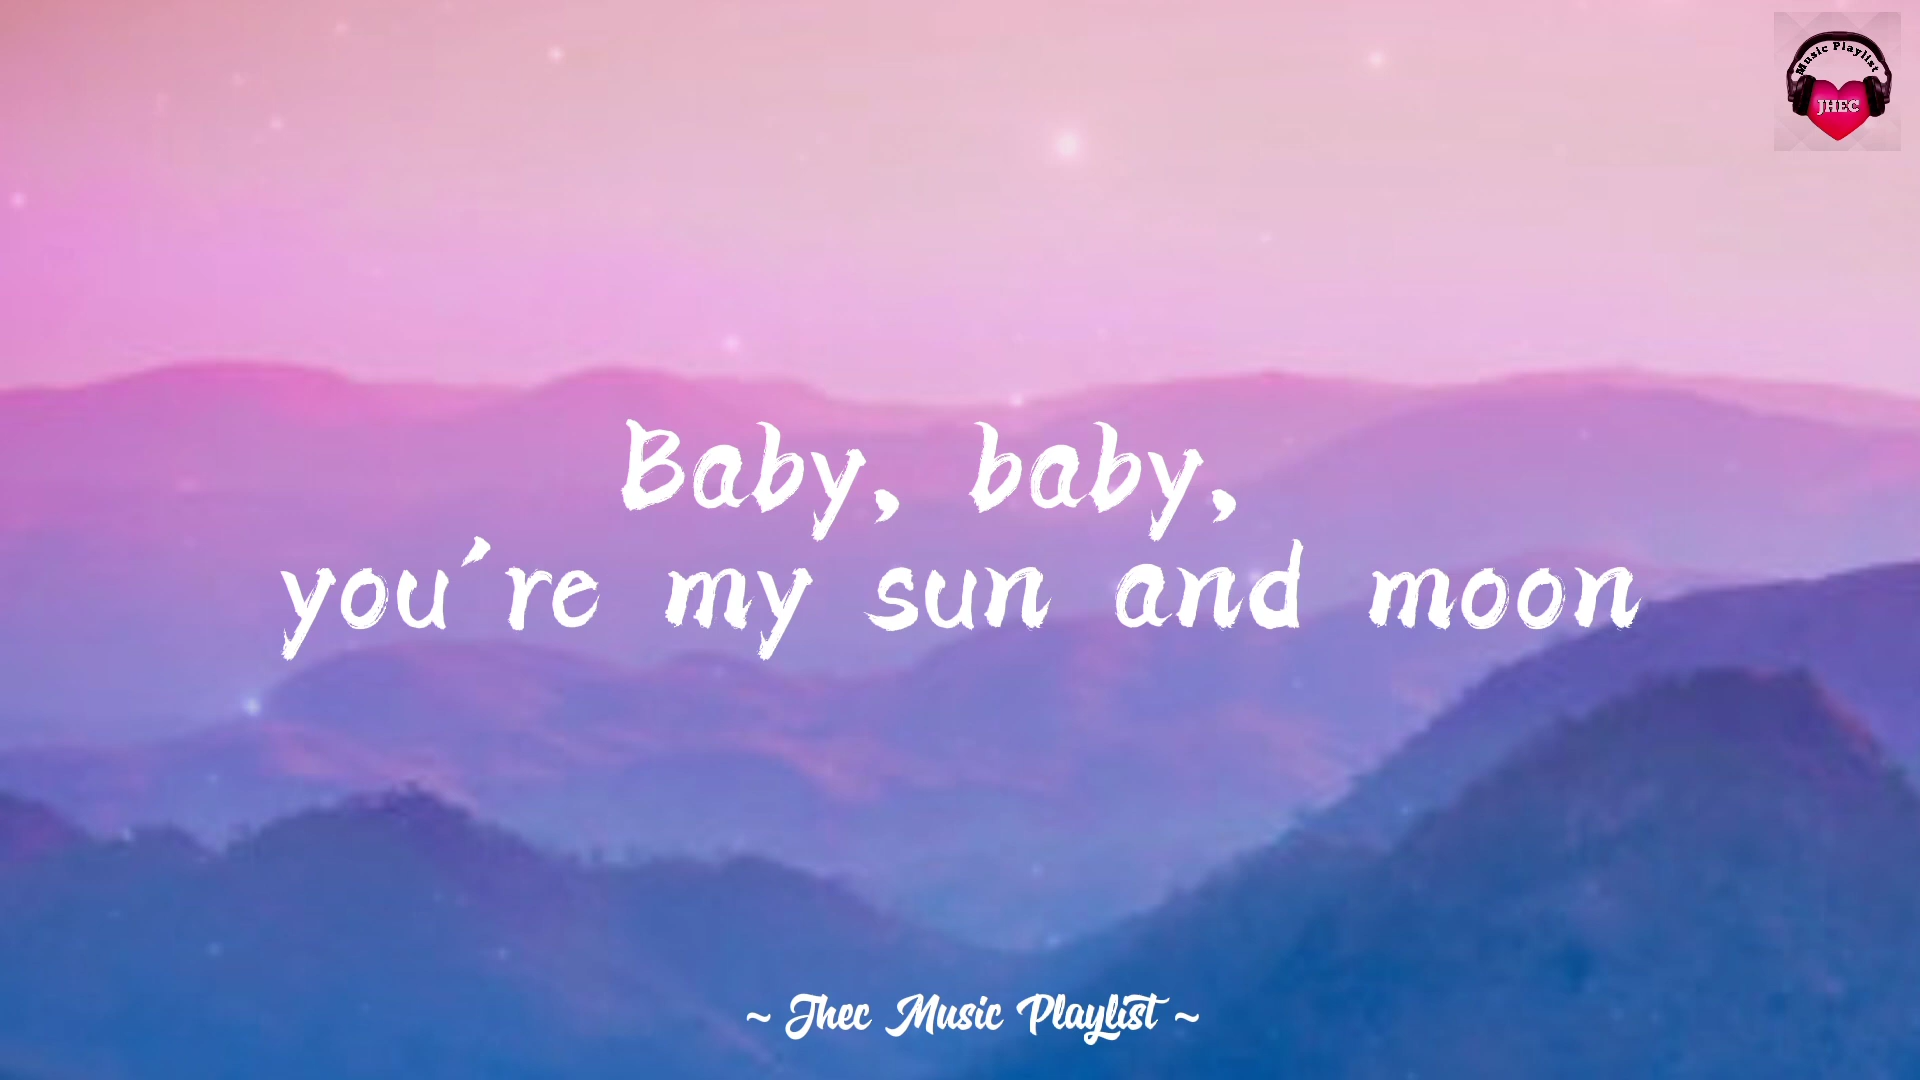 Music Playlist
JHEC
Baby, baby,
you're my sun and moon
~ Jhec Music Playlist ~